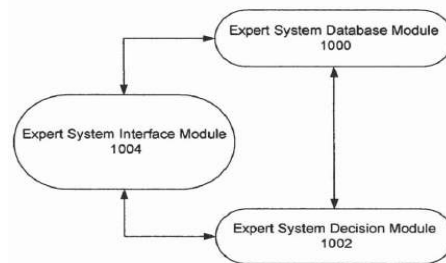 Expert System Database Module
1000
Expert System Interface Module
1004
Expert System Decision Module
1002